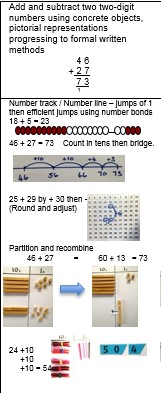 Add and subtract two two-digit
numbers using concrete objects,
pictorial representations
progressing to formal written
methods
4 6
+ 2 7
7 3
1
Number track / Number line – jumps of 1
then efficient jumps using number bonds
18 + 5 = 23
46 + 27 = 73 Count in tens then bridge.
+10 +10 +4 +3
46 56 66 70 73
25 + 29 by + 30 then -
(Round and adjust)
Partition and recombine
46 + 27 = 60 + 13 = 73
10s 1s 10s 1s
24 +10
+10
+10 = 54
5 0 4